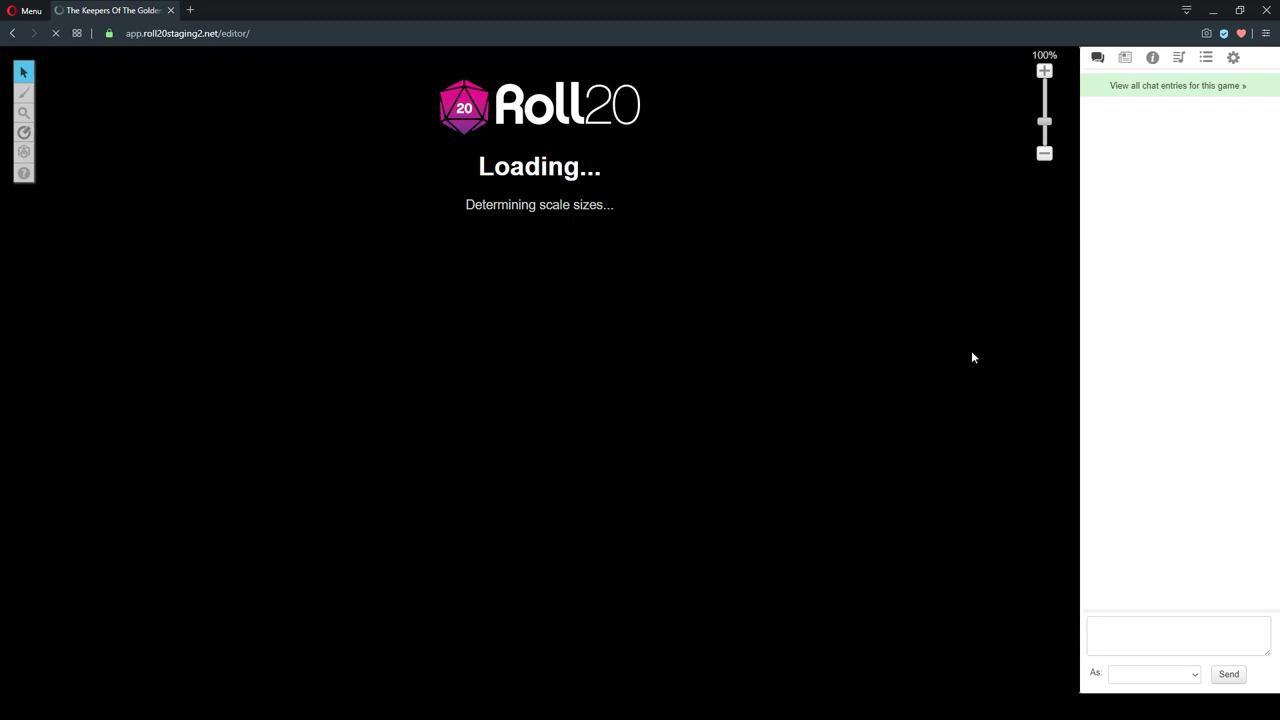 Menu
The Keepers Of The Golde
app.roll20staging2.net/editor/
100%
20
Roll20
Loading...
Determining scale sizes...
View all chat entries for this game »
As:
Send